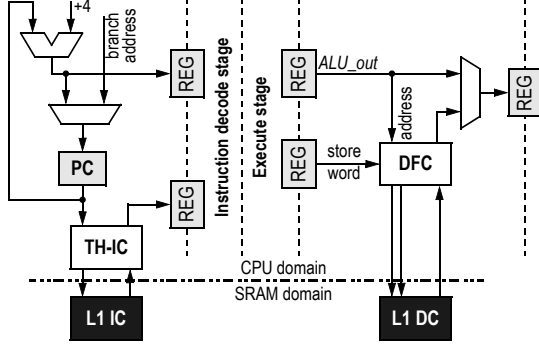 +4
branch
address
REG
PC
REG
TH-IC
Instruction decode stage
Execute stage
REG
ALU_out
REG
store
word
address
DFC
REG
CPU domain
SRAM domain
L1 IC
L1 DC